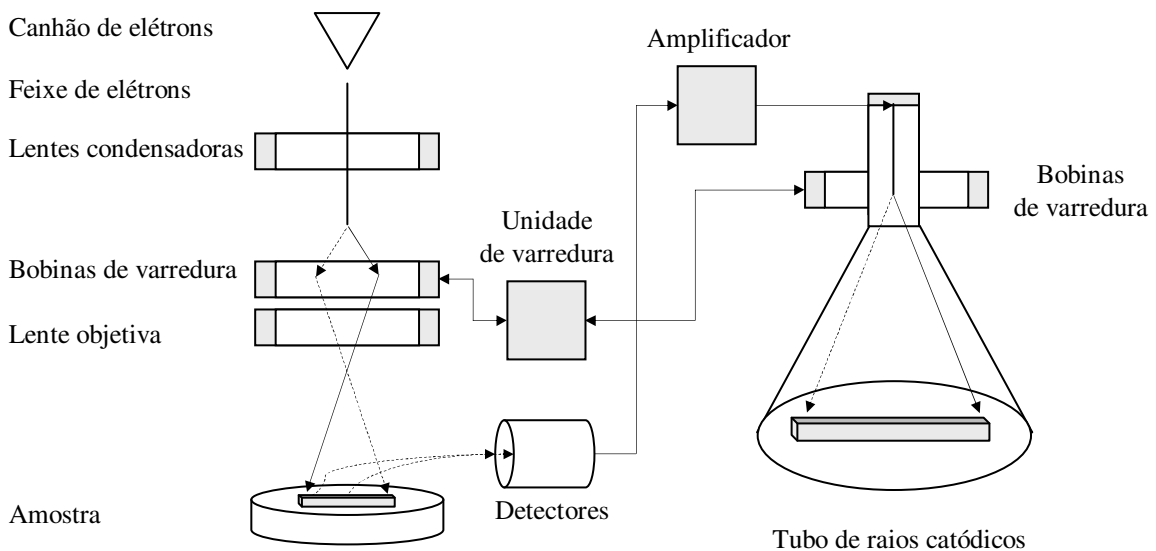 Canhão de elétrons
Feixe de elétrons
Lentes condensadoras
Bobinas de varredura
Lente objetiva
Amostra
Unidade
de varredura
Detectores
Amplificador
Bobinas
de varredura
Tubo de raios catódicos